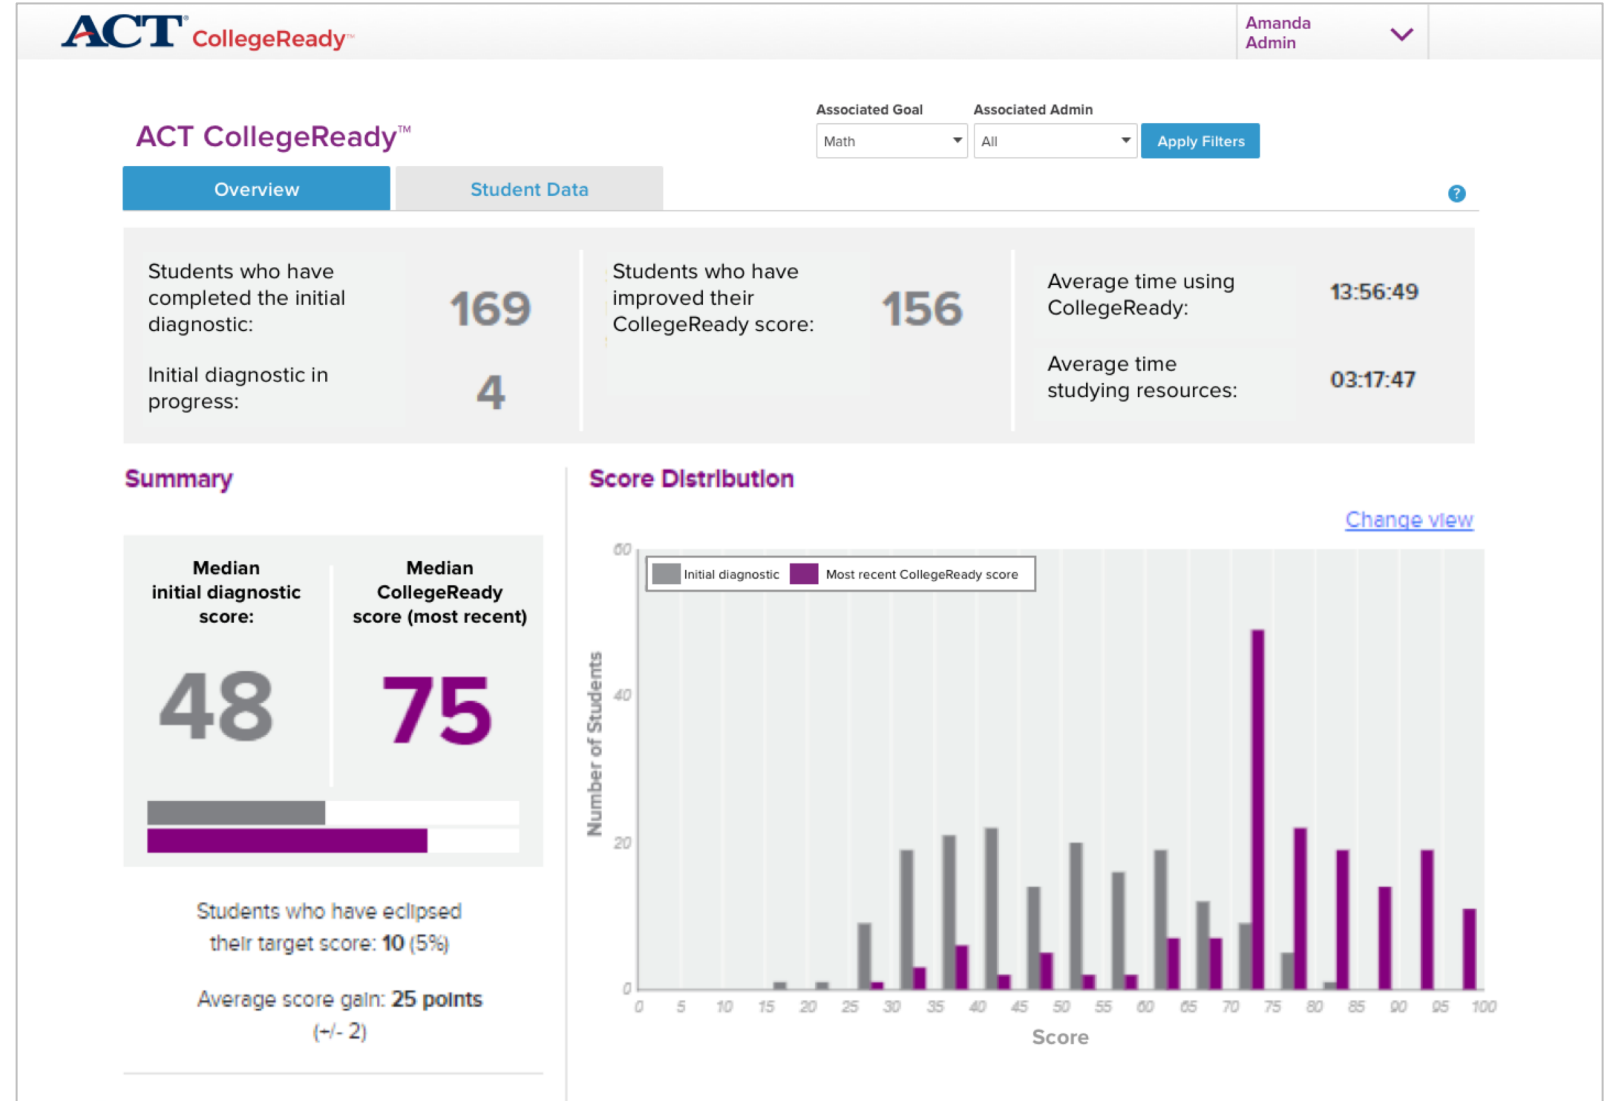 ACT® CollegeReady™
Amanda
Admin
Associated Goal
Associated Admin
ACT CollegeReady™
Math
All
Apply Filters
Overview
Student Data
?
Students who have
completed the initial
diagnostic:
169
Initial diagnostic in
progress:
4
Students who have
improved their
CollegeReady score:
156
Average time using
CollegeReady:
13:56:49
Average time
studying resources:
03:17:47
Summary
Median
initial diagnostic
score:
48
Median
CollegeReady
score (most recent)
75
Students who have eclipsed
their target score: 10 (5%)
Average score gain: 25 points
(+/- 2)
Score Distribution
Change view
Initial diagnostic
Most recent CollegeReady score
Number of Students
60
40
20
0
0 5 10 15 20 25 30 35 40 45 50 55 60 65 70 75 80 85 90 95 100
Score